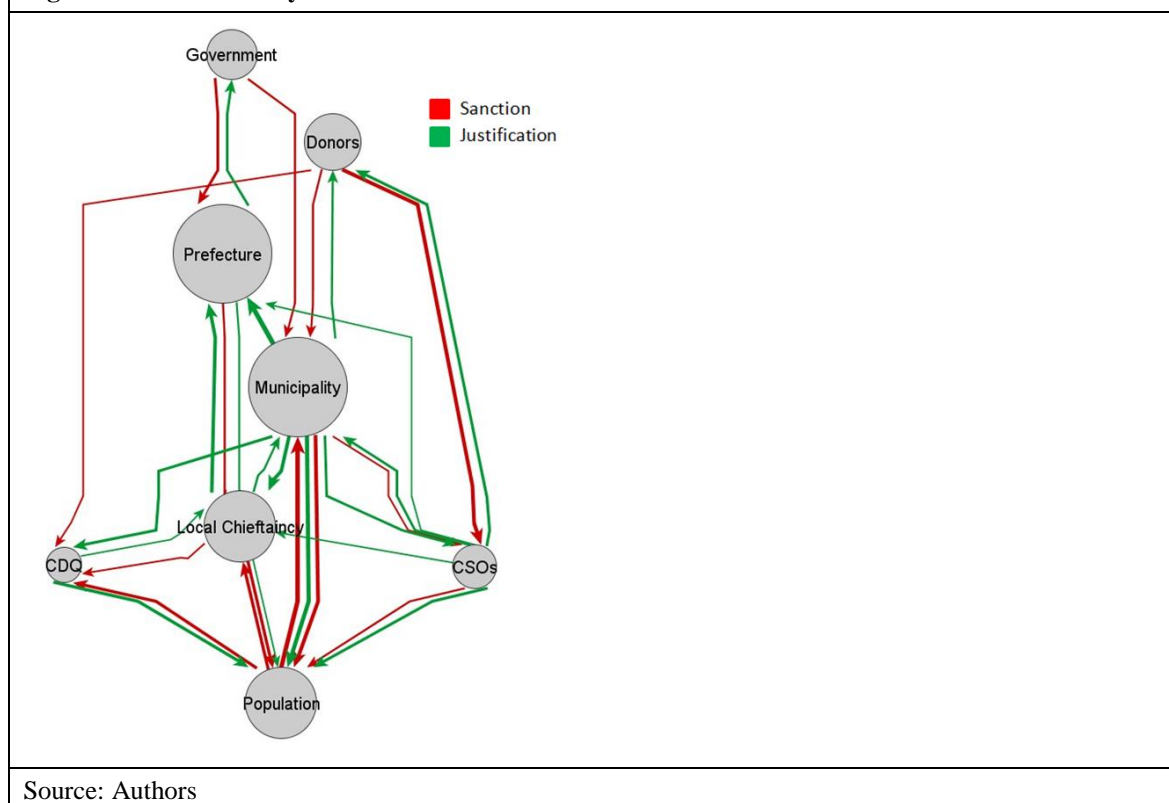 Government
Sanction
Justification
Donors
Prefecture
Municipality
Local Chieftaincy
CDQ
CSOs
Population
Source: Authors